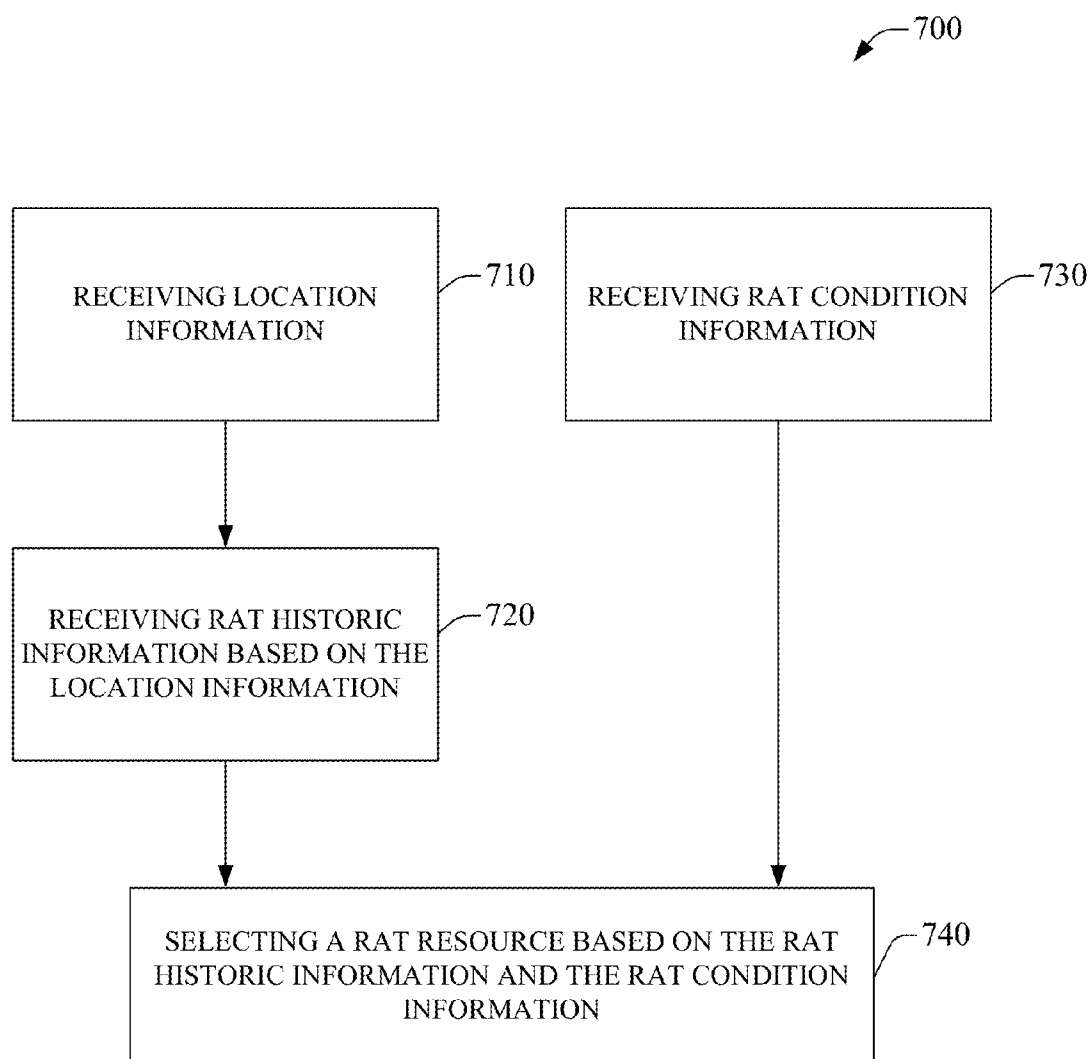 700
RECEIVING LOCATION
INFORMATION
710
RECEIVING RAT CONDITION
INFORMATION
730
RECEIVING RAT HISTORIC
INFORMATION BASED ON THE
LOCATION INFORMATION
720
SELECTING A RAT RESOURCE BASED ON THE RAT
HISTORIC INFORMATION AND THE RAT CONDITION
INFORMATION
740